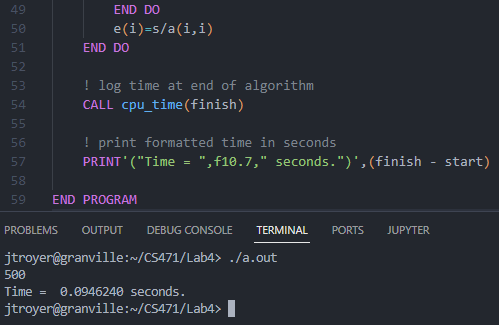 49 END DO
50 e(i)=s/a(i,i)
51 END DO
52
53 ! log time at end of algorithm
54 CALL cpu_time(finish)
55
56 ! print formatted time in seconds
57 PRINT'("Time = ",f10.7," seconds.")',(finish - start)
58
59 END PROGRAM
PROBLEMS OUTPUT DEBUG CONSOLE TERMINAL PORTS JUPYTER
jtroyer@granville:~/CS471/Lab4> ./a.out
500
Time =  0.0946240 seconds.
jtroyer@granville:~/CS471/Lab4>